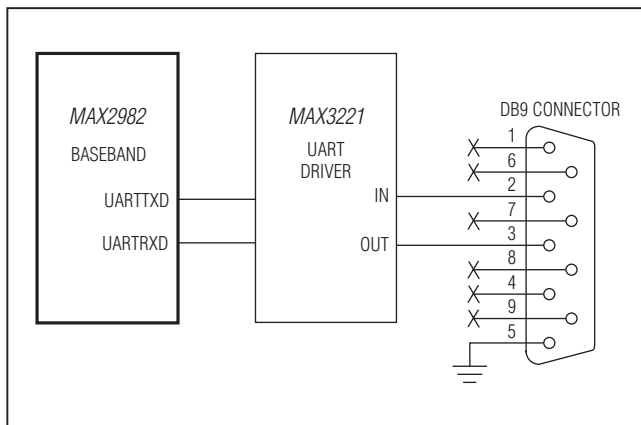 MAX2982
BASEBAND
UARTTXD
UARTRXD
MAX3221
UART
DRIVER
IN
OUT
DB9 CONNECTOR
1
6
2
7
3
8
4
9
5